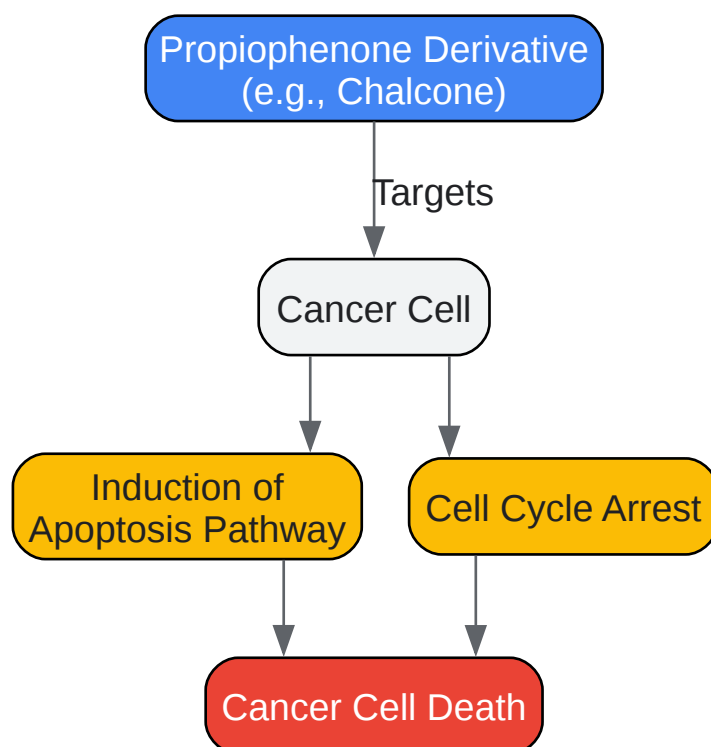 Propiophenone Derivative
(e.g., Chalcone)
Targets
Cancer Cell
Induction of
Apoptosis Pathway
Cell Cycle Arrest
Cancer Cell Death